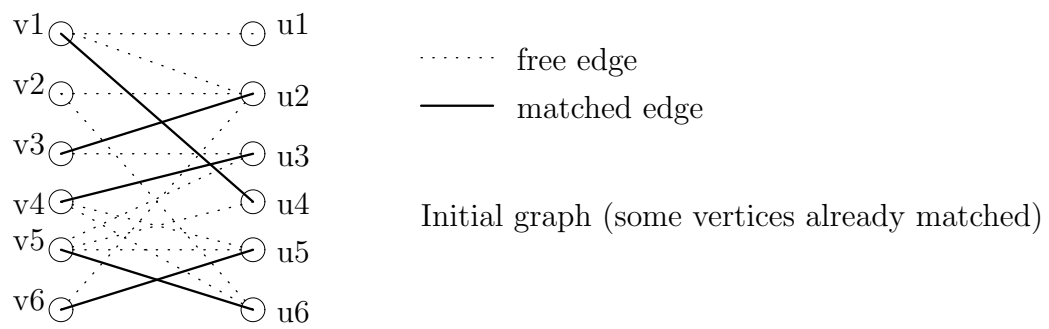 v1
u1
v2
u2
v3
u3
v4
u4
v5
u5
v6
u6
free edge
matched edge
Initial graph (some vertices already matched)